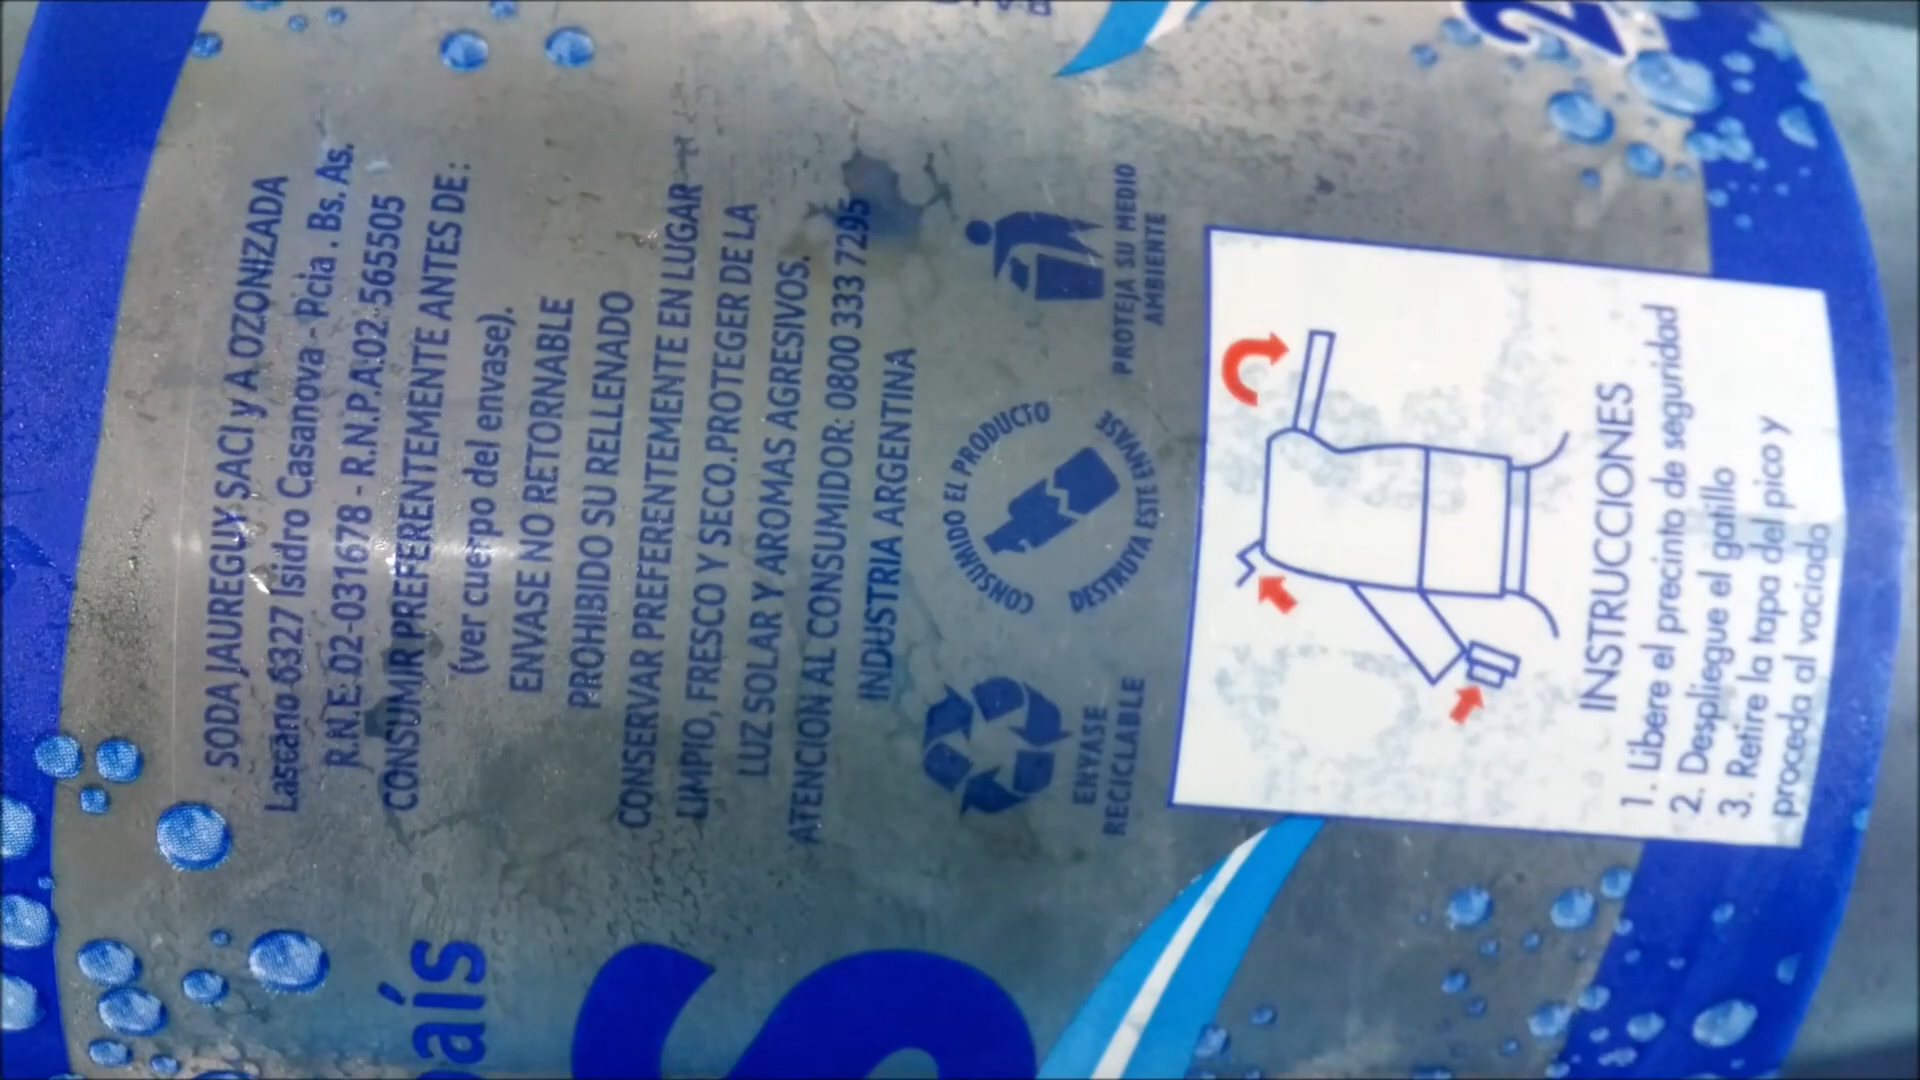 SODA JAUREGUY SACI y A OZONIZADA
Lascano 6327 Isidro Casanova - Pcia . Bs. As.
R.N.E.02-031678 - R.N.P.A.02-565505
CONSUMIR PREFERENTEMENTE ANTES DE:
(ver cuerpo del envase).
ENVASE NO RETORNABLE
PROHIBIDO SU RELLENADO
CONSERVAR PREFERENTEMENTE EN LUGAR
LIMPIO, FRESCO Y SECO.PROTEGER DE LA
LUZ SOLAR Y AROMAS AGRESIVOS.
ATENCION AL CONSUMIDOR: 0800 333 7295
INDUSTRIA ARGENTINA
ENVASE
RECICLABLE
CONSUMIDO EL PRODUCTO
DESTRUYA ESTE ENVASE
PROTEJA SU MEDIO
AMBIENTE
INSTRUCCIONES
1. Libere el precinto de seguridad
2. Despliegue el gatillo
3. Retire la tapa del pico y
proceda al vaciado
país
S
2